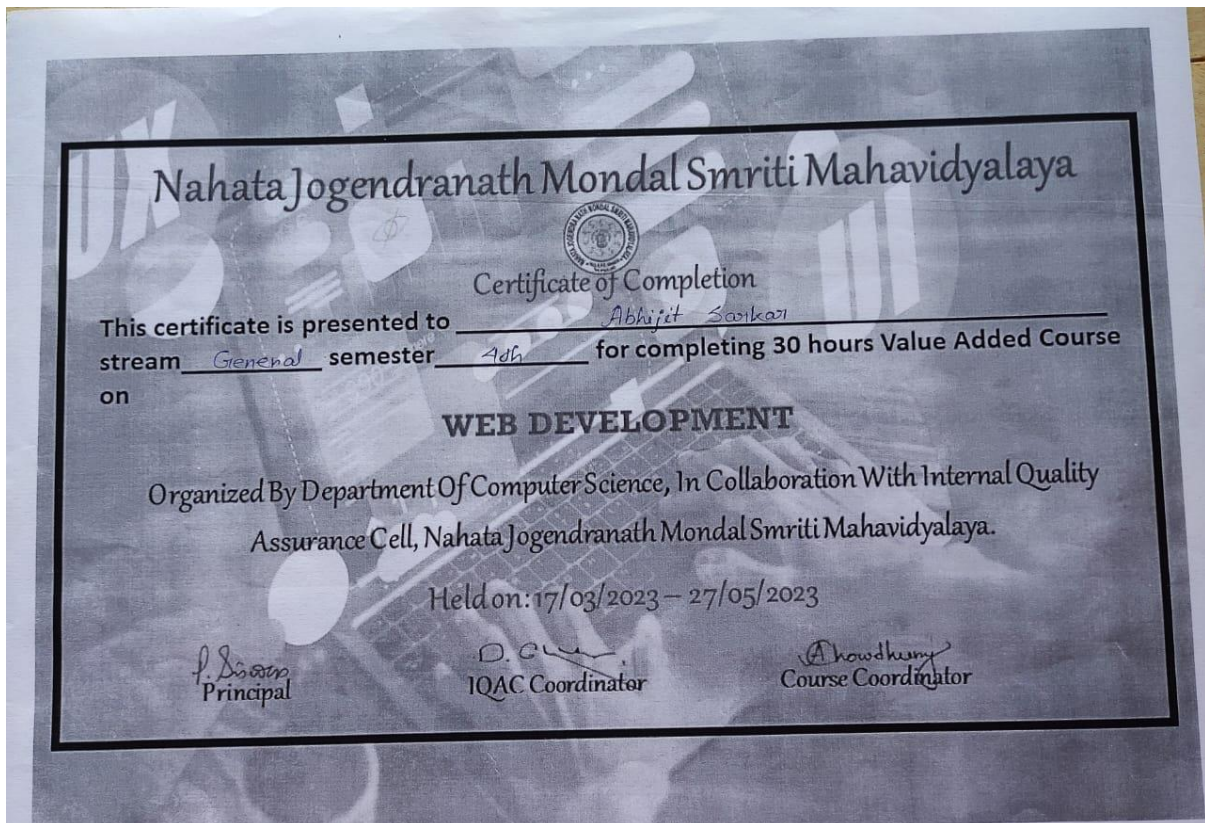 Nahata Jogendranath Mondal Smriti Mahavidyalaya
Certificate of Completion
This certificate is presented to Abhijit Sarkar
stream General semester 4th for completing 30 hours Value Added Course
on
WEB DEVELOPMENT
Organized By Department Of Computer Science, In Collaboration With Internal Quality
Assurance Cell, Nahata Jogendranath Mondal Smriti Mahavidyalaya.
Held on: 17/03/2023 – 27/05/2023
Chowdhury
Principal IQAC Coordinator Course Coordinator
UX
UI